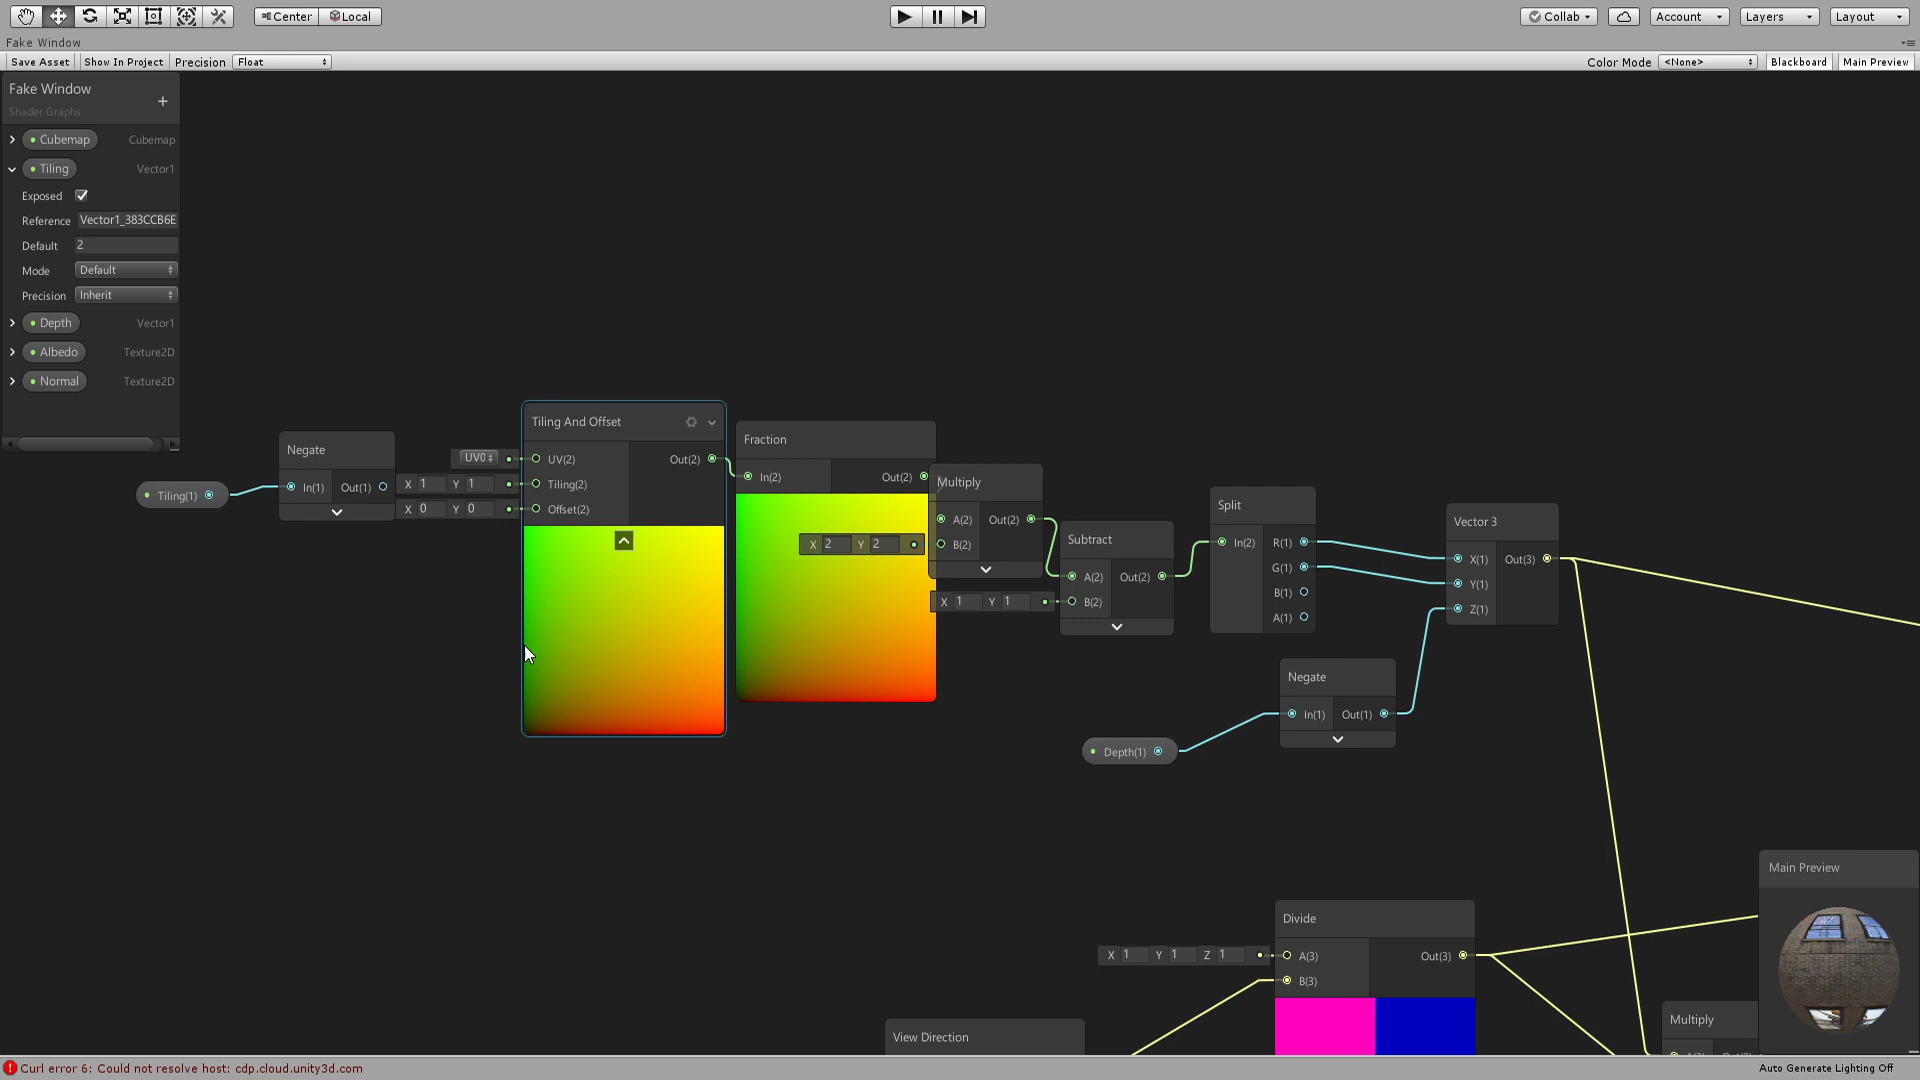 Center Local Collab Account Layers Layout
Fake Window
Save Asset Show In Project Precision Float Color Mode <None> Blackboard Main Preview
Fake Window
Shader Graphs
Cubemap Cubemap
Tiling Vector1
Exposed
Reference Vector1_383CCB6E
Default 2
Mode Default
Precision Inherit
Depth Vector1
Albedo Texture2D
Normal Texture2D
Tiling(1)
Negate
In(1) Out(1)
Tiling And Offset
UV0 UV(2) Out(2)
X 1 Y 1 Tiling(2)
X 0 Y 0 Offset(2)
Fraction
In(2) Out(2)
Multiply
A(2) Out(2)
X 2 Y 2 B(2)
Subtract
A(2) Out(2)
X 1 Y 1 B(2)
Split
In(2) R(1)
G(1)
B(1)
A(1)
Vector 3
X(1) Out(3)
Y(1)
Z(1)
Negate
In(1) Out(1)
Depth(1)
Main Preview
Divide
X 1 Y 1 Z 1 A(3) Out(3)
B(3)
View Direction
Multiply
Curl error 6: Could not resolve host: cdp.cloud.unity3d.com
Auto Generate Lighting Off